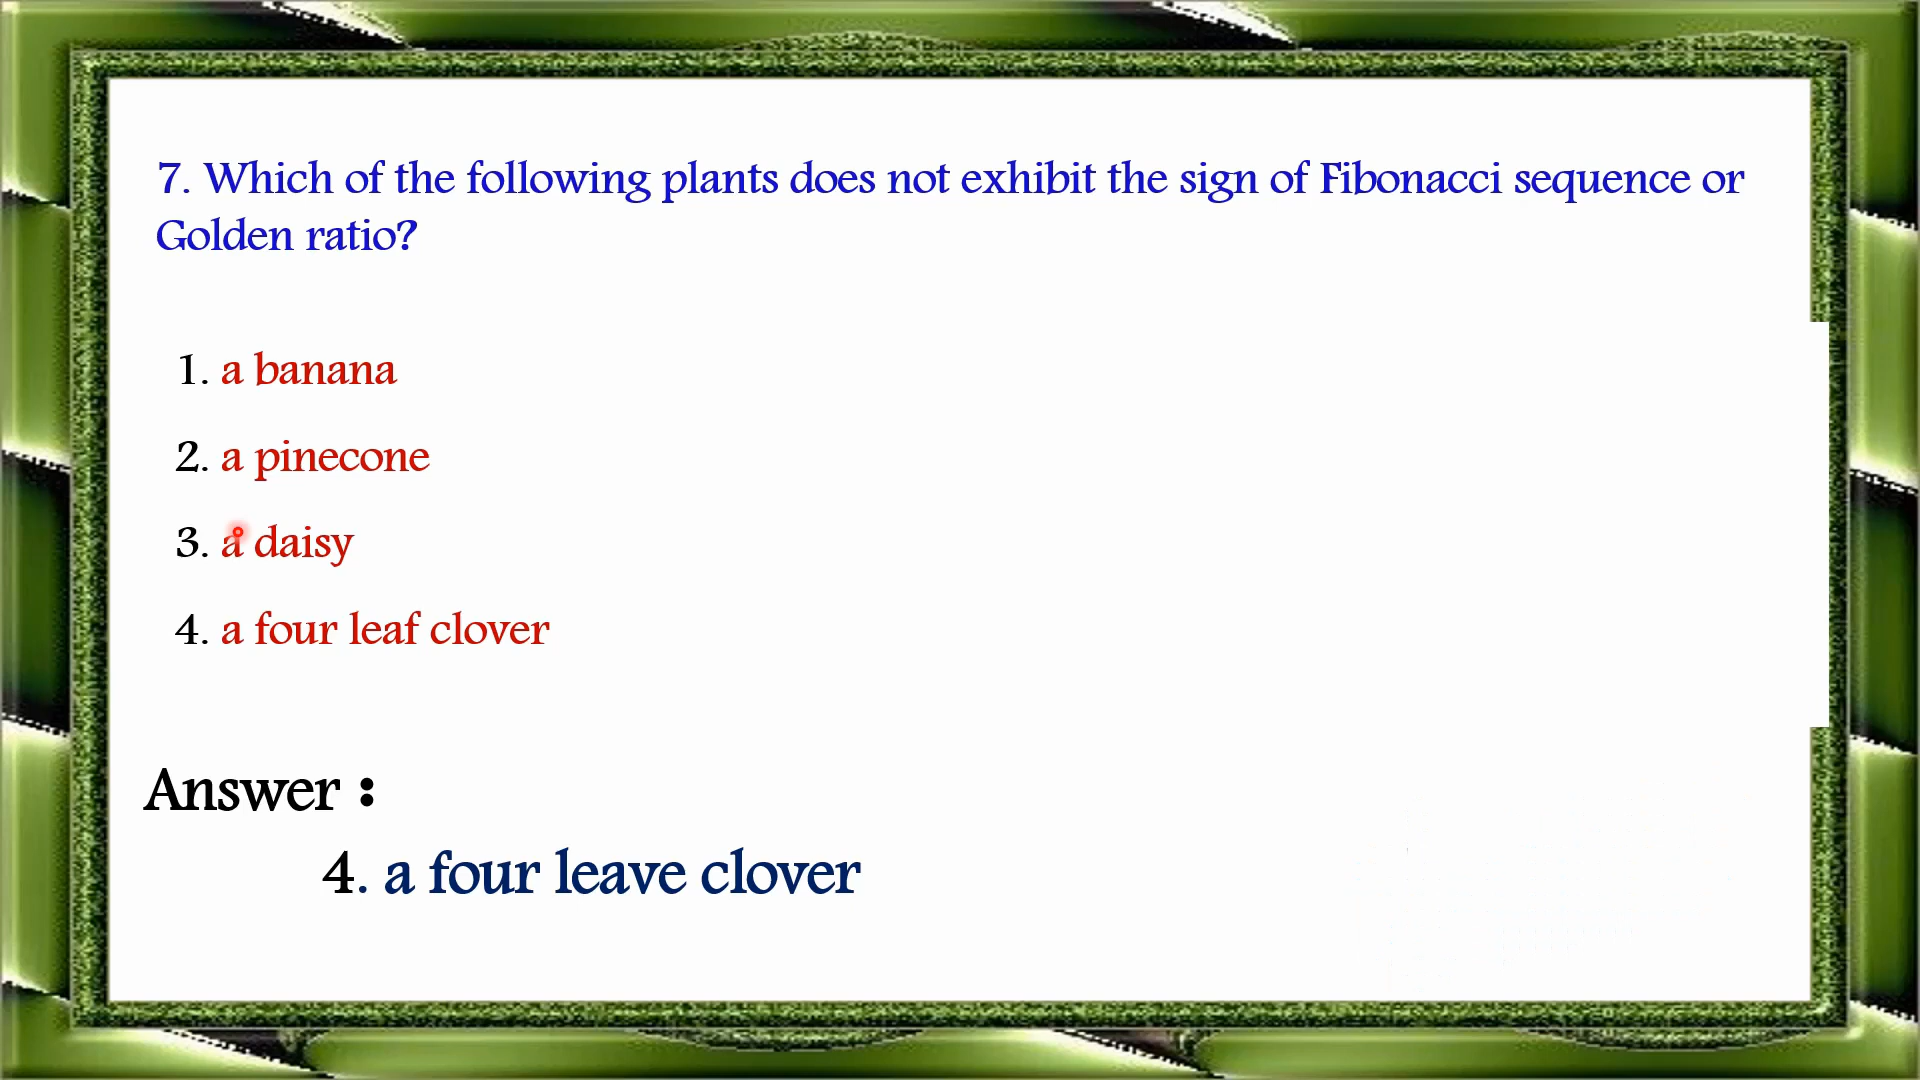 7. Which of the following plants does not exhibit the sign of Fibonacci sequence or
Golden ratio?
1. a banana
2. a pinecone
3. a daisy
4. a four leaf clover
Answer :
4. a four leave clover